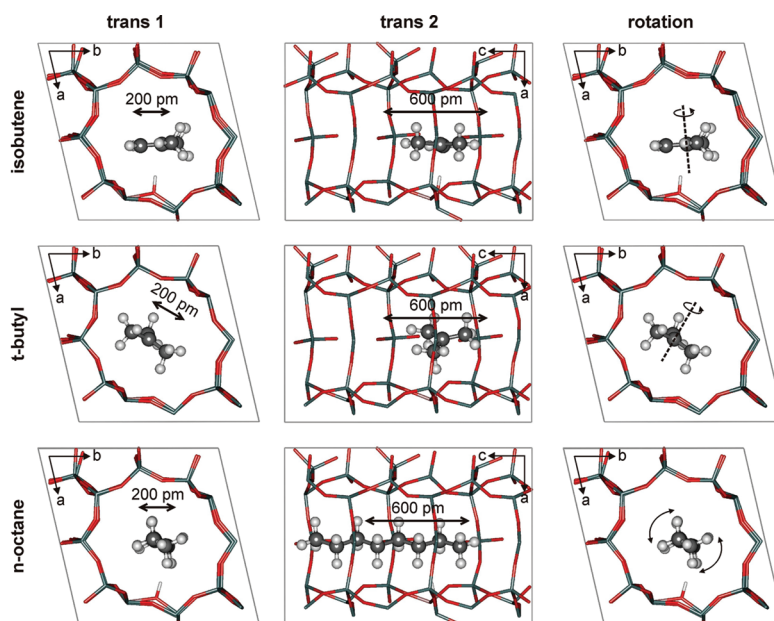 trans 1
trans 2
rotation
isobutene
b
a
200 pm
c
a
600 pm
b
a
t-butyl
b
a
200 pm
c
a
600 pm
b
a
n-octane
b
a
200 pm
c
a
600 pm
b
a